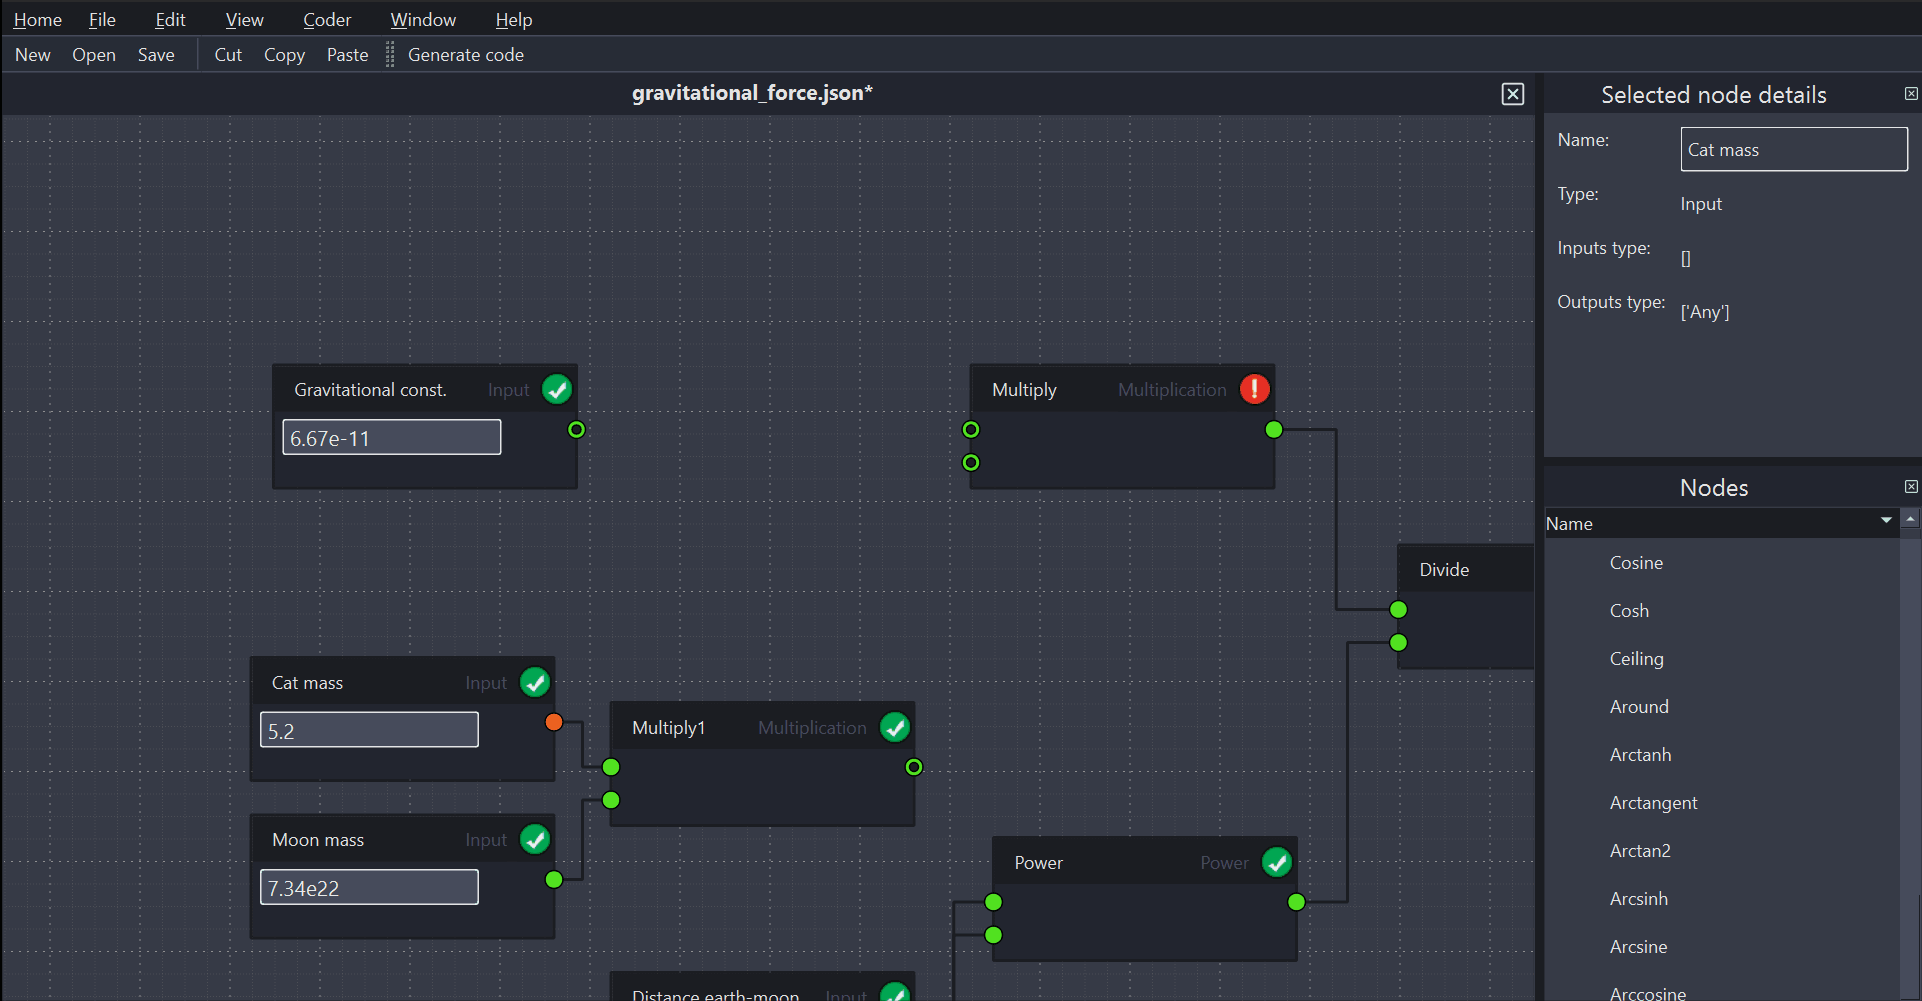 Home File Edit View Coder Window Help
New Open Save Cut Copy Paste Generate code
gravitational_force.json*
Gravitational const. Input
6.67e-11
Multiply Multiplication
Divide
Cat mass Input
5.2
Multiply1 Multiplication
Moon mass Input
7.34e22
Power Power
Distance earth-moon Input
Selected node details
Name: Cat mass
Type: Input
Inputs type: []
Outputs type: ['Any']
Nodes
Name
Cosine
Cosh
Ceiling
Around
Arctanh
Arctangent
Arctan2
Arcsinh
Arcsine
Arccosine